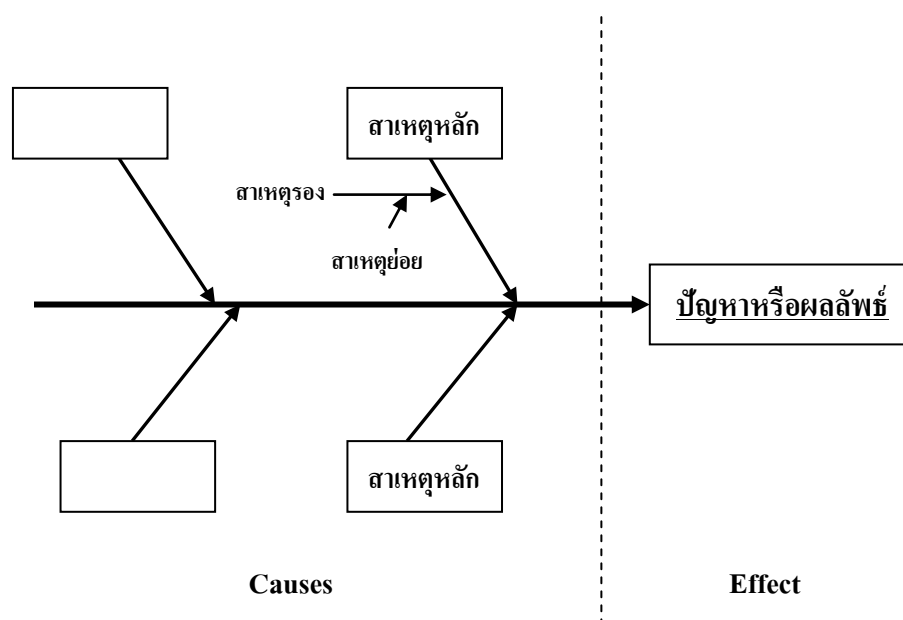 สาเหตุหลัก
สาเหตุรอง
สาเหตุย่อย
ปัญหาหรือผลลัพธ์
สาเหตุหลัก
Causes
Effect